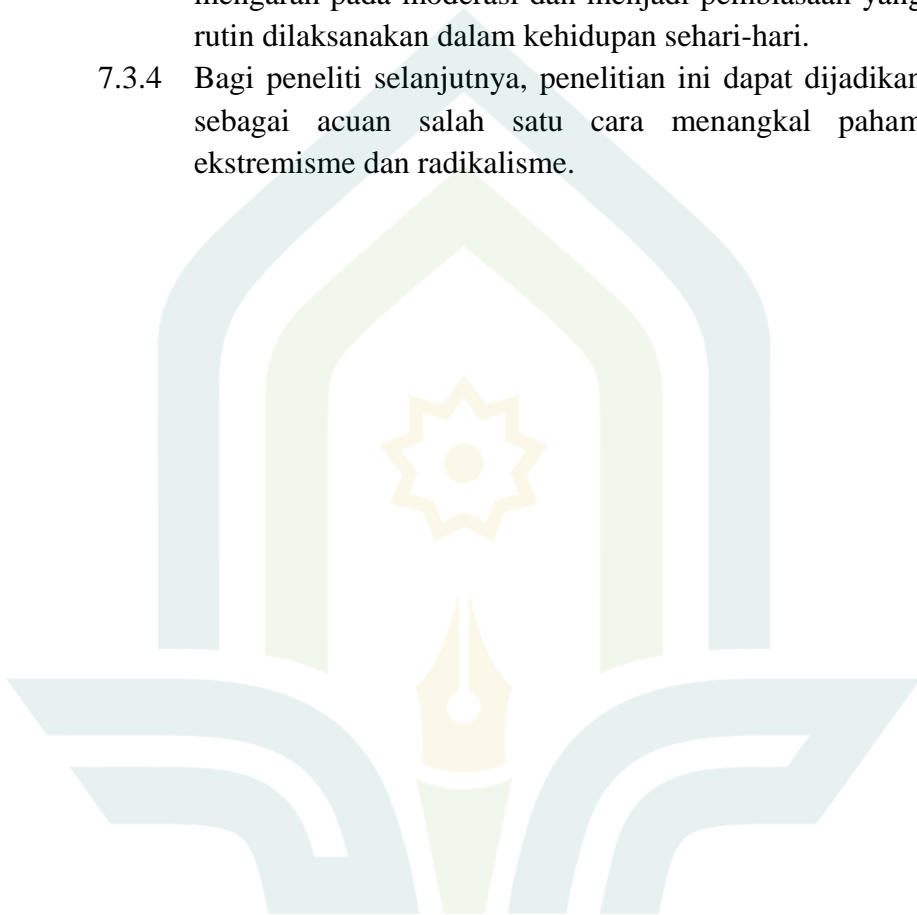 mengarah pada moderasi dan menjadi pembiasaan yang
rutin dilaksanakan dalam kehidupan sehari-hari.
7.3.4 Bagi peneliti selanjutnya, penelitian ini dapat dijadikan
sebagai acuan salah satu cara menangkal paham
ekstremisme dan radikalisme.